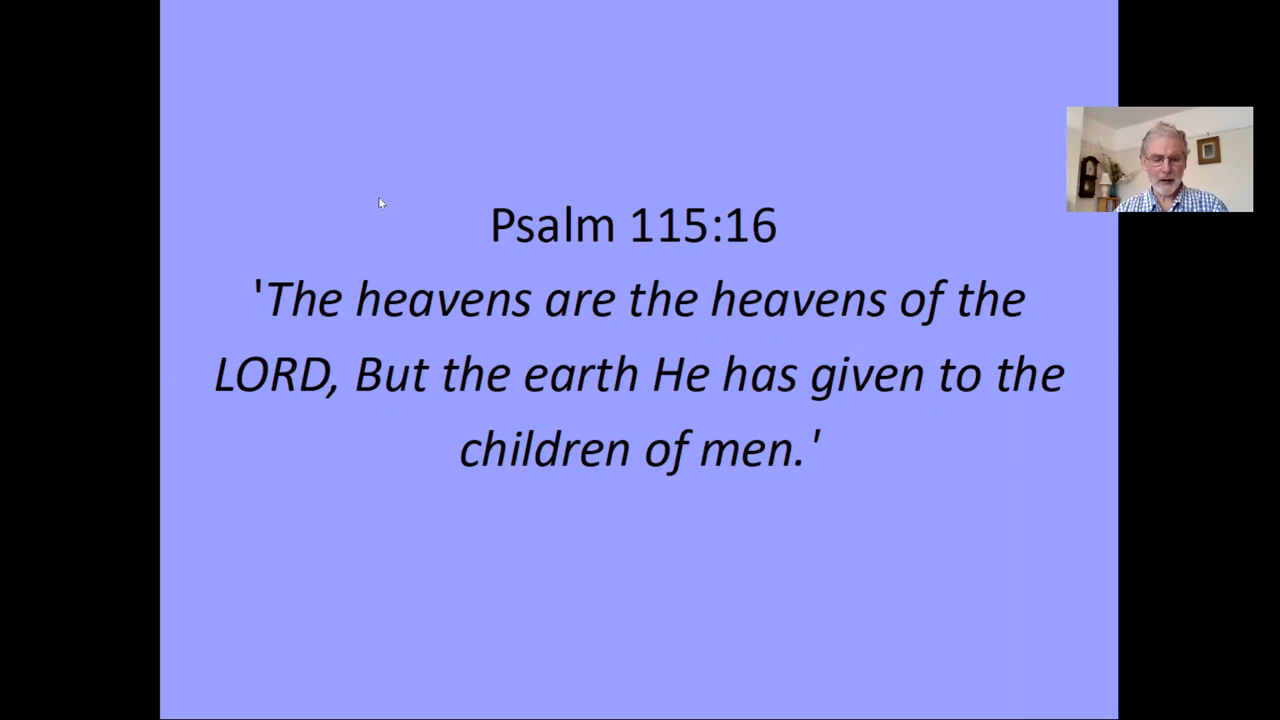 Psalm 115:16
'The heavens are the heavens of the
LORD, But the earth He has given to the
children of men.'